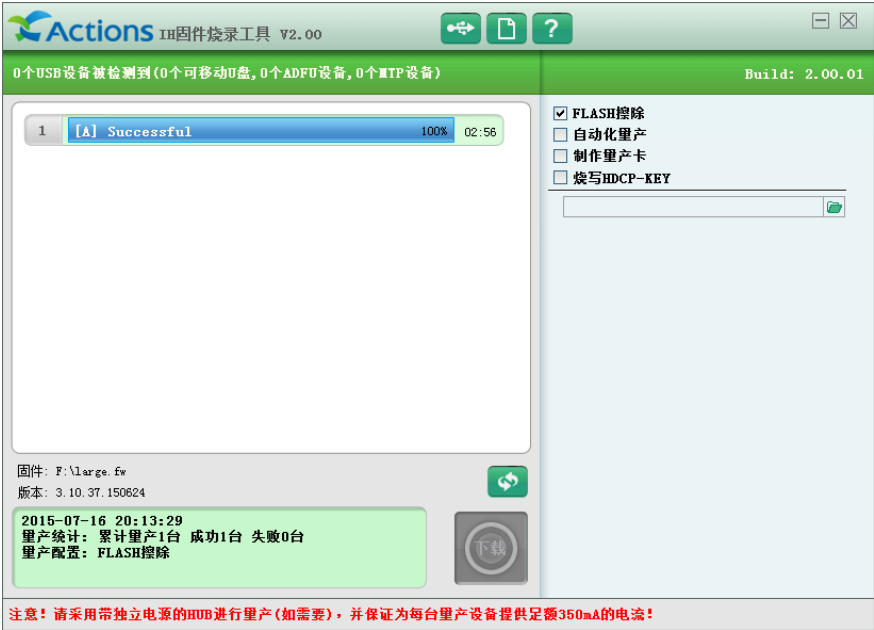 Actions IH固件烧录工具 V2.00
?
0个USB设备被检测到(0个可移动U盘,0个ADFU设备,0个MTP设备)
Build: 2.00.01
1 [A] Successful 100% 02:56
FLASH擦除
自动化量产
制作量产卡
烧写HDCP-KEY
固件: F:\large.fw
版本: 3.10.37.150624
2015-07-16 20:13:29
量产统计: 累计量产1台 成功1台 失败0台
量产配置: FLASH擦除
下载
注意! 请采用带独立电源的HUB进行量产(如需要), 并保证为每台量产设备提供足额350mA的电流!